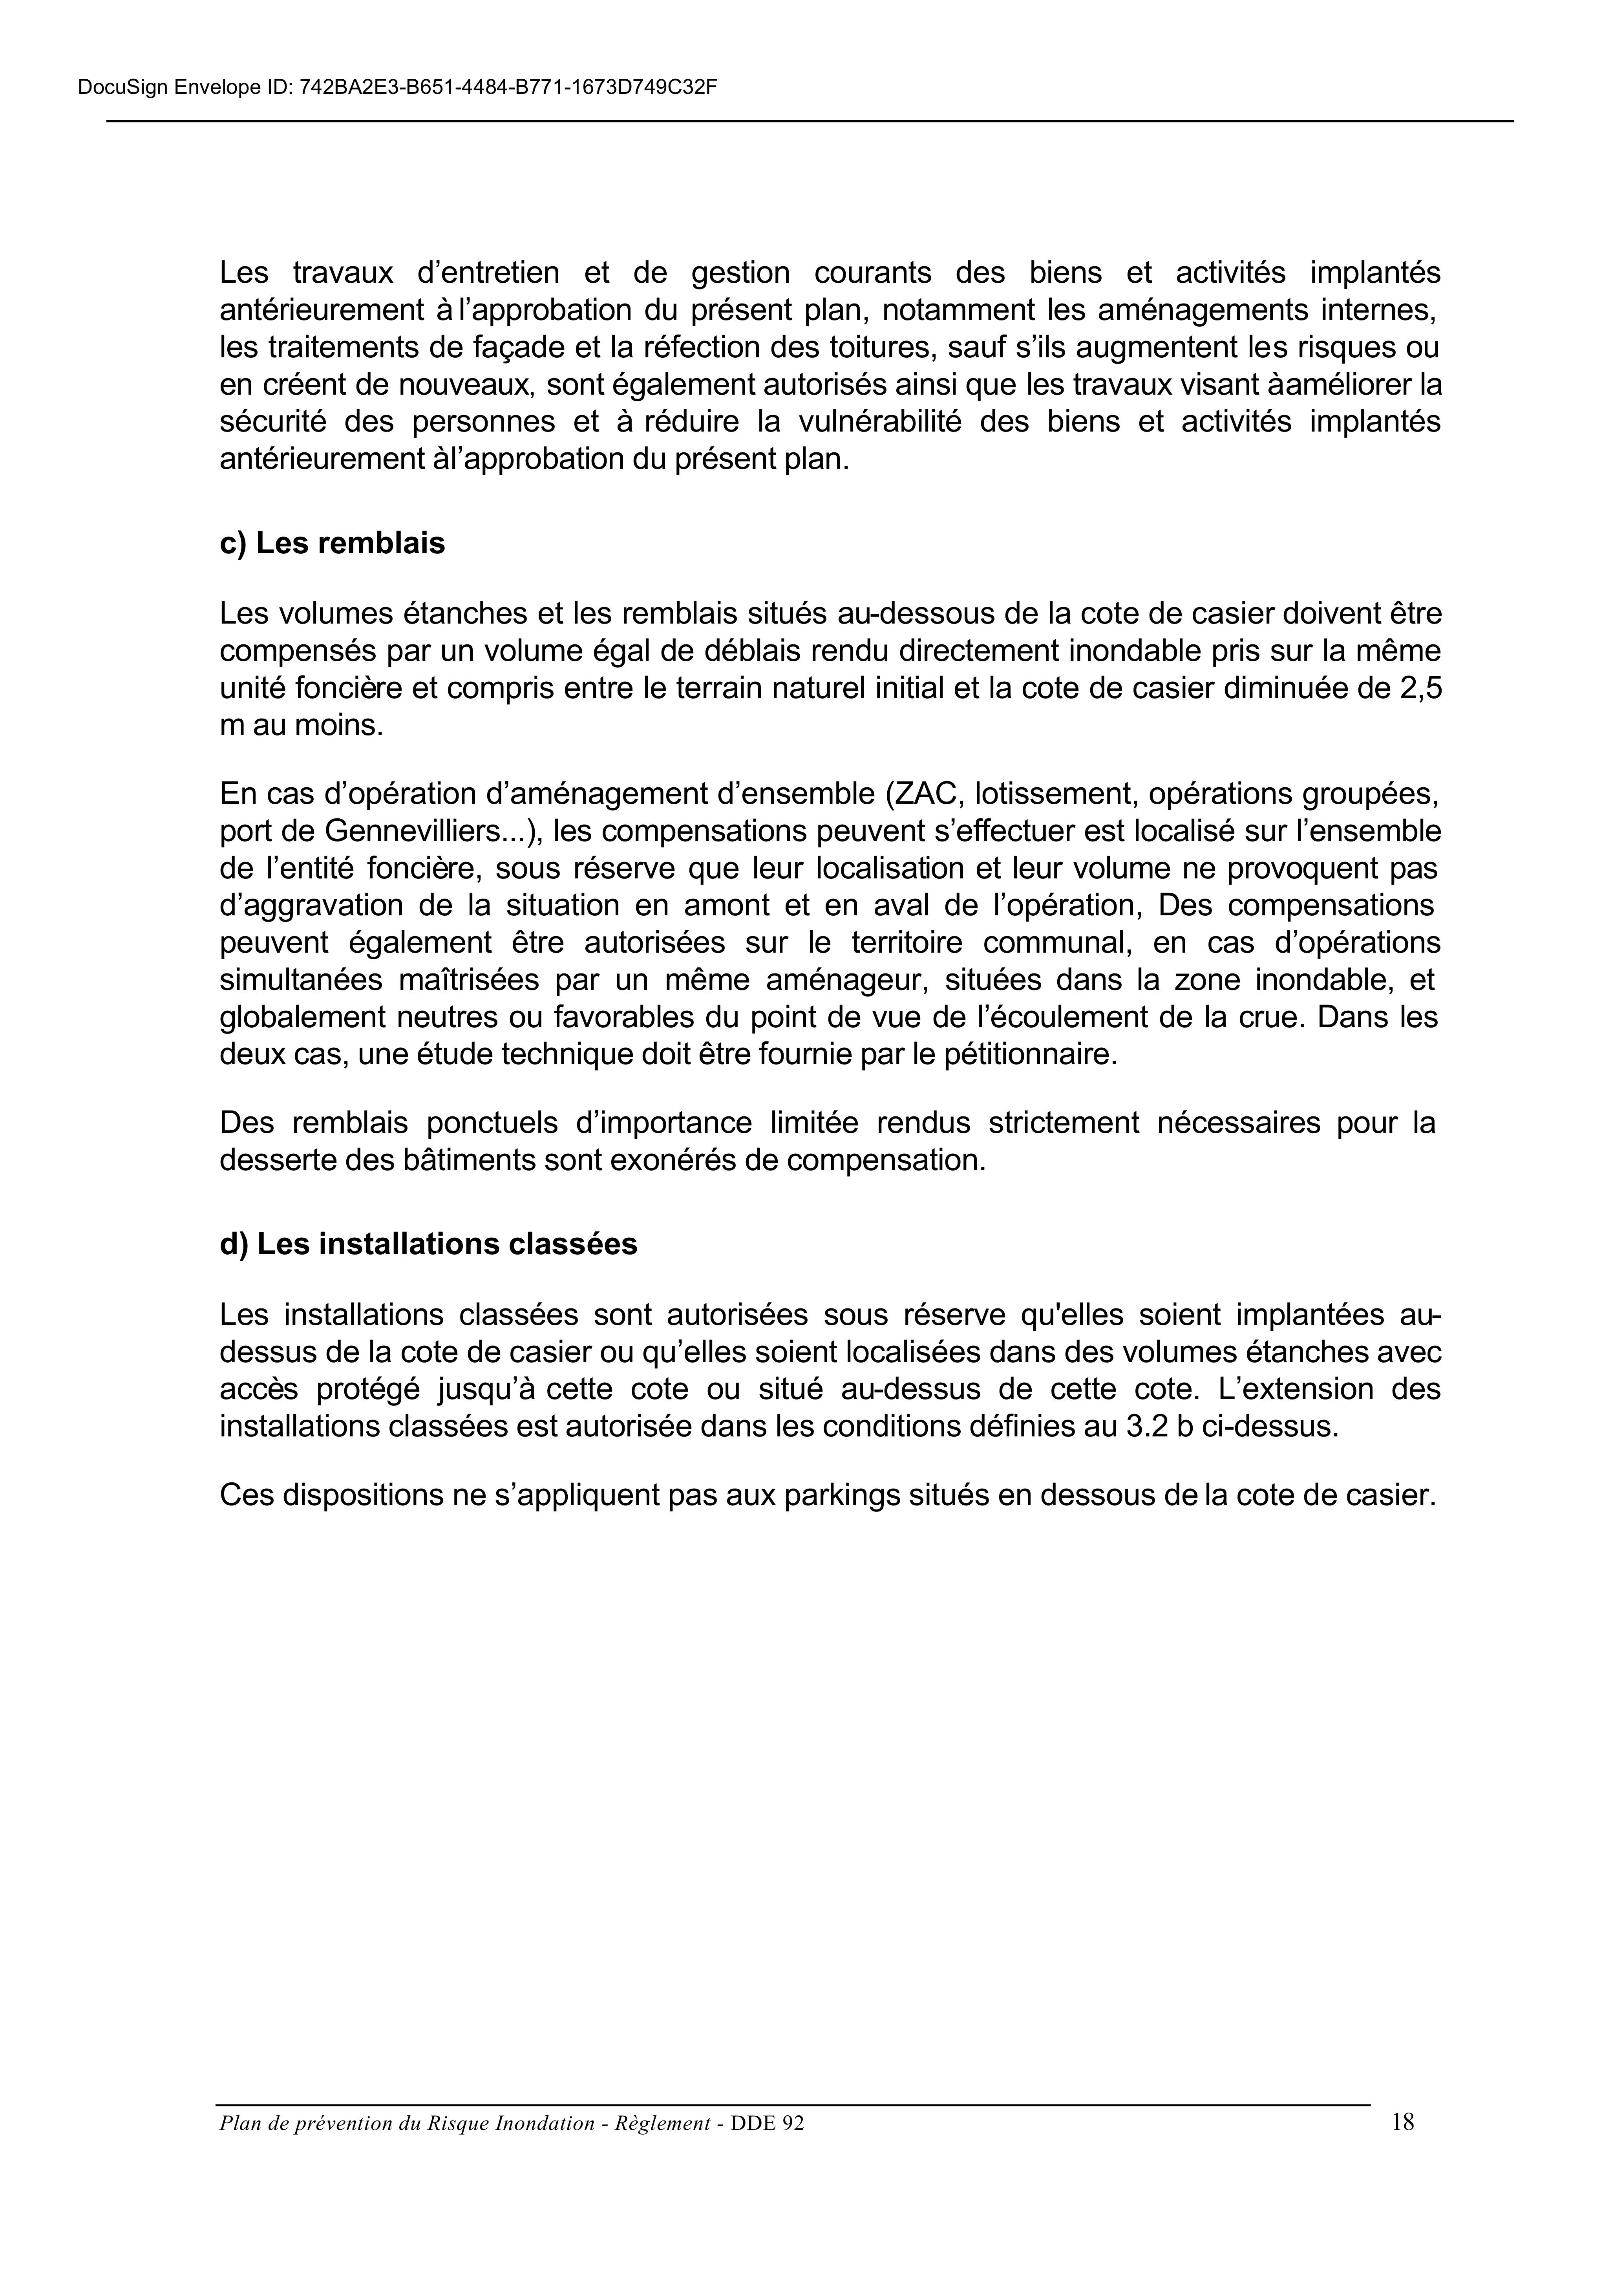 DocuSign Envelope ID: 742BA2E3-B651-4484-B771-1673D749C32F
Les travaux d’entretien et de gestion courants des biens et activités implantés
antérieurement à l’approbation du présent plan, notamment les aménagements internes,
les traitements de façade et la réfection des toitures, sauf s’ils augmentent les risques ou
en créent de nouveaux, sont également autorisés ainsi que les travaux visant àaméliorer la
sécurité des personnes et à réduire la vulnérabilité des biens et activités implantés
antérieurement àl’approbation du présent plan.
c) Les remblais
Les volumes étanches et les remblais situés au-dessous de la cote de casier doivent être
compensés par un volume égal de déblais rendu directement inondable pris sur la même
unité foncière et compris entre le terrain naturel initial et la cote de casier diminuée de 2,5
m au moins.
En cas d’opération d’aménagement d’ensemble (ZAC, lotissement, opérations groupées,
port de Gennevilliers...), les compensations peuvent s’effectuer est localisé sur l’ensemble
de l’entité foncière, sous réserve que leur localisation et leur volume ne provoquent pas
d’aggravation de la situation en amont et en aval de l’opération, Des compensations
peuvent également être autorisées sur le territoire communal, en cas d’opérations
simultanées maîtrisées par un même aménageur, situées dans la zone inondable, et
globalement neutres ou favorables du point de vue de l’écoulement de la crue. Dans les
deux cas, une étude technique doit être fournie par le pétitionnaire.
Des remblais ponctuels d’importance limitée rendus strictement nécessaires pour la
desserte des bâtiments sont exonérés de compensation.
d) Les installations classées
Les installations classées sont autorisées sous réserve qu'elles soient implantées au-
dessus de la cote de casier ou qu’elles soient localisées dans des volumes étanches avec
accès protégé jusqu’à cette cote ou situé au-dessus de cette cote. L’extension des
installations classées est autorisée dans les conditions définies au 3.2 b ci-dessus.
Ces dispositions ne s’appliquent pas aux parkings situés en dessous de la cote de casier.
Plan de prévention du Risque Inondation - Règlement - DDE 92 18